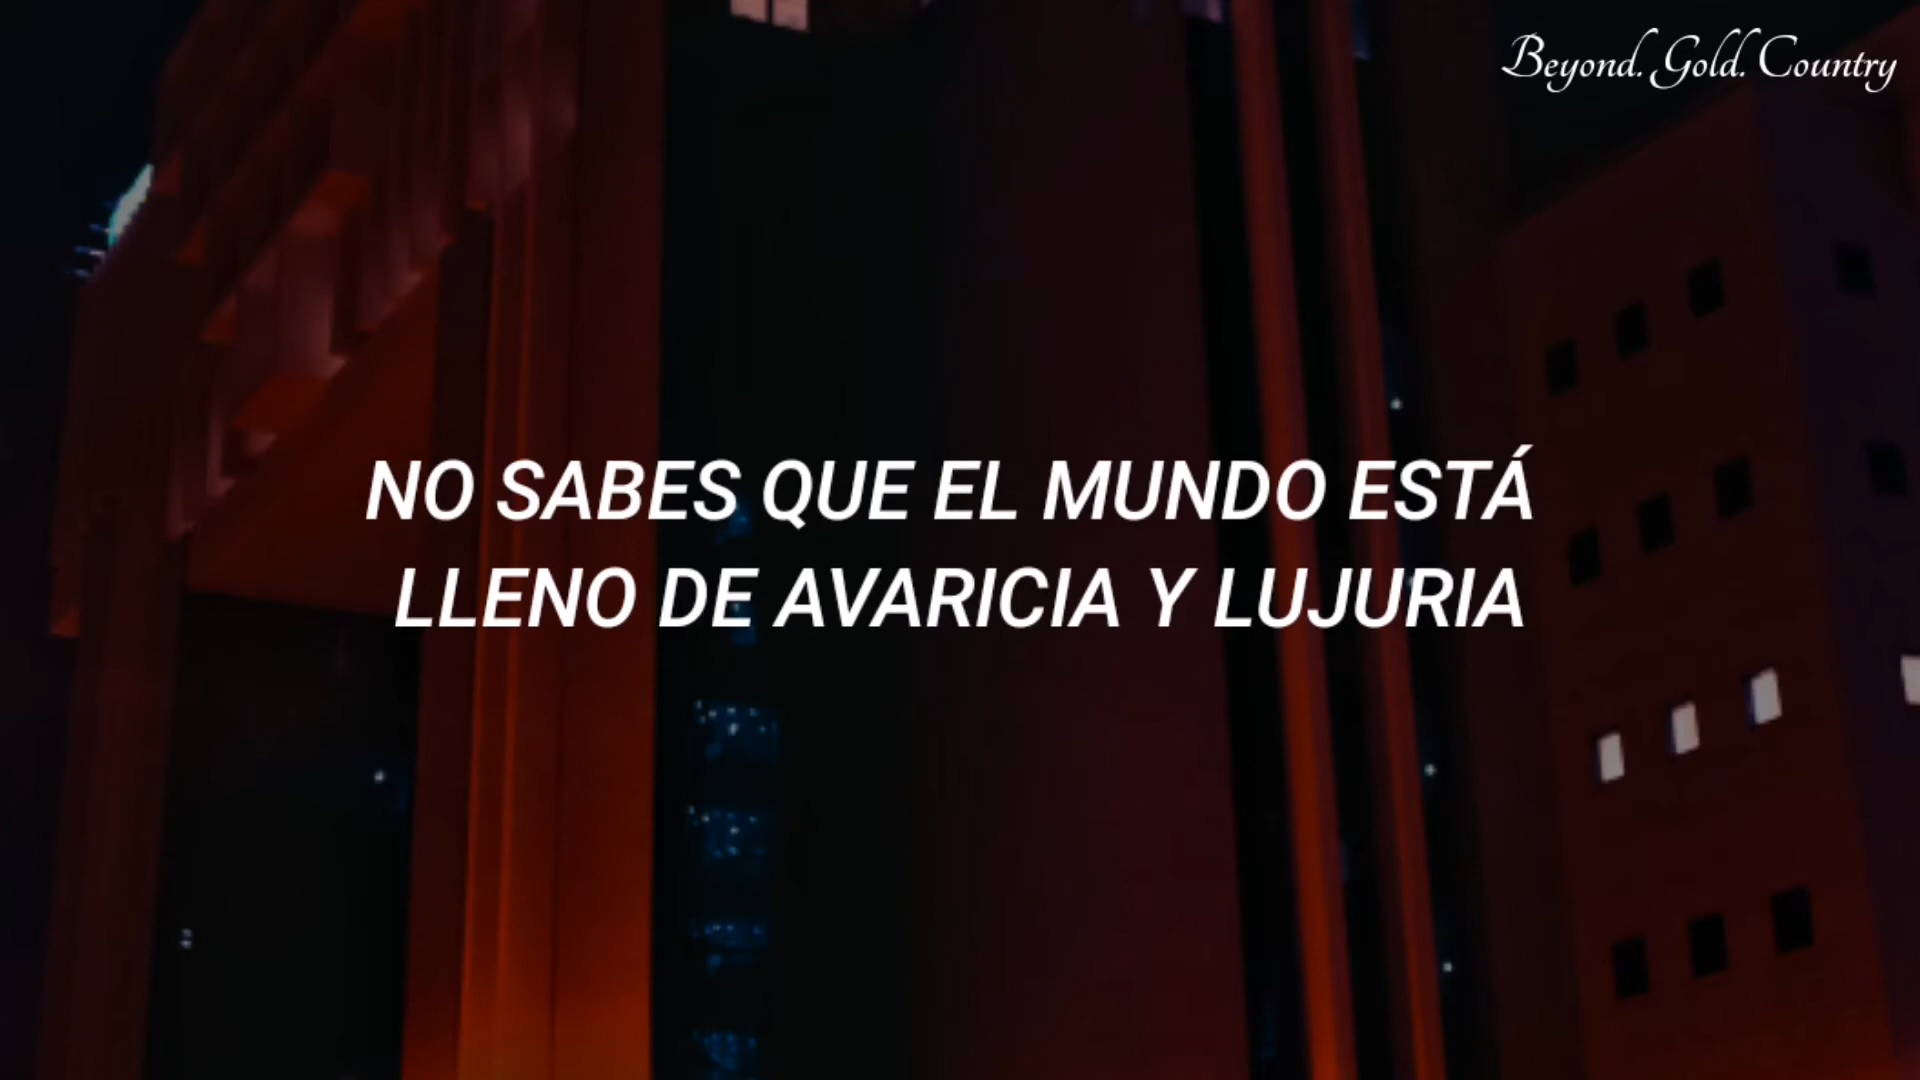 Beyond. Gold. Country
NO SABES QUE EL MUNDO ESTÁ
LLENO DE AVARICIA Y LUJURIA